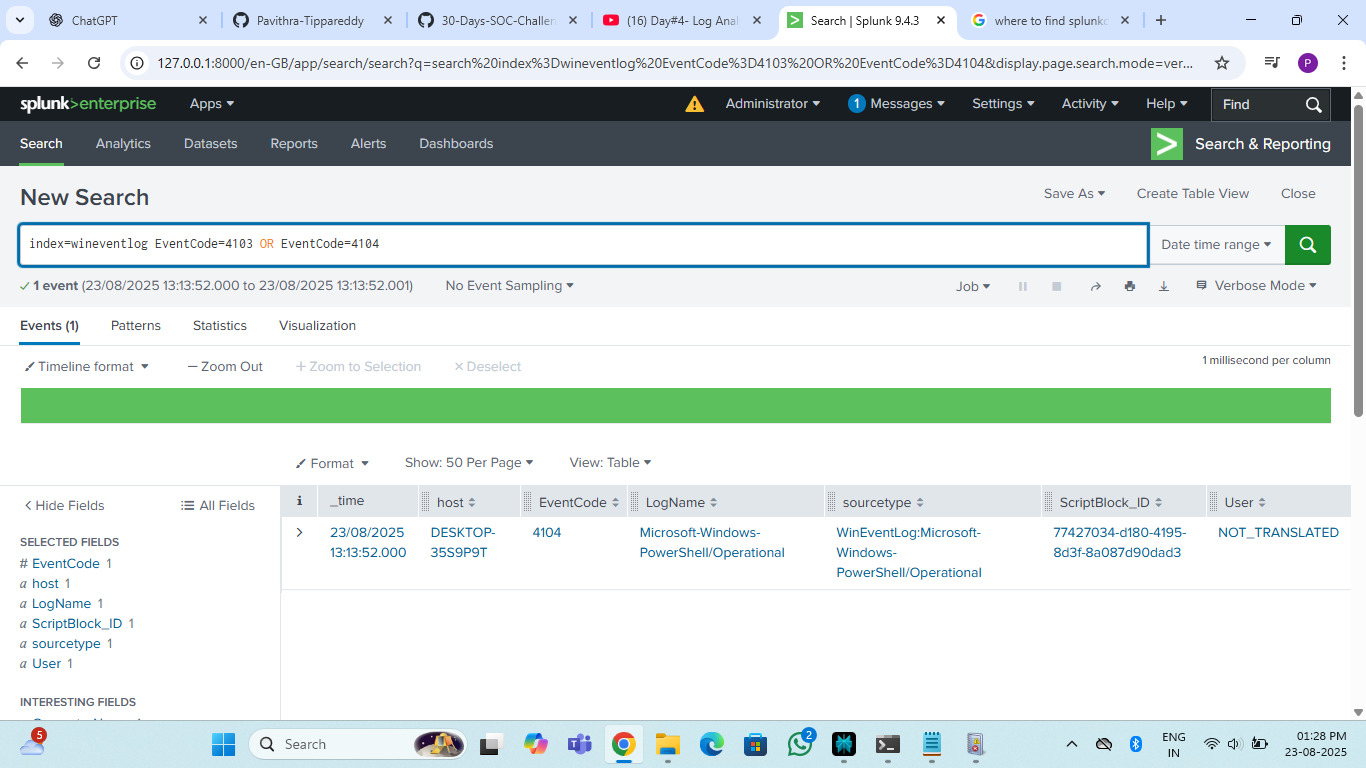 ChatGPT
Pavithra-Tippareddy
30-Days-SOC-Challen
(16) Day#4- Log Anal
Search | Splunk 9.4.3
where to find splunkd
127.0.0.1:8000/en-GB/app/search/search?q=search%20index%3Dwineventlog%20EventCode%3D4103%20OR%20EventCode%3D4104&display.page.search.mode=ver...
P
splunk>enterprise
Apps
Administrator
1 Messages
Settings
Activity
Help
Find
Search
Analytics
Datasets
Reports
Alerts
Dashboards
Search & Reporting
New Search
Save As
Create Table View
Close
index=wineventlog EventCode=4103 OR EventCode=4104
Date time range
1 event (23/08/2025 13:13:52.000 to 23/08/2025 13:13:52.001)
No Event Sampling
Job
Verbose Mode
Events (1)
Patterns
Statistics
Visualization
Timeline format
— Zoom Out
+ Zoom to Selection
× Deselect
1 millisecond per column
Format
Show: 50 Per Page
View: Table
< Hide Fields
All Fields
i
_time
host
EventCode
LogName
sourcetype
ScriptBlock_ID
User
23/08/2025
13:13:52.000
DESKTOP-
35S9P9T
4104
Microsoft-Windows-
PowerShell/Operational
WinEventLog:Microsoft-
Windows-
PowerShell/Operational
77427034-d180-4195-
8d3f-8a087d90dad3
NOT_TRANSLATED
SELECTED FIELDS
# EventCode 1
a host 1
a LogName 1
a ScriptBlock_ID 1
a sourcetype 1
a User 1
INTERESTING FIELDS
5
Search
2
ENG
IN
01:28 PM
23-08-2025